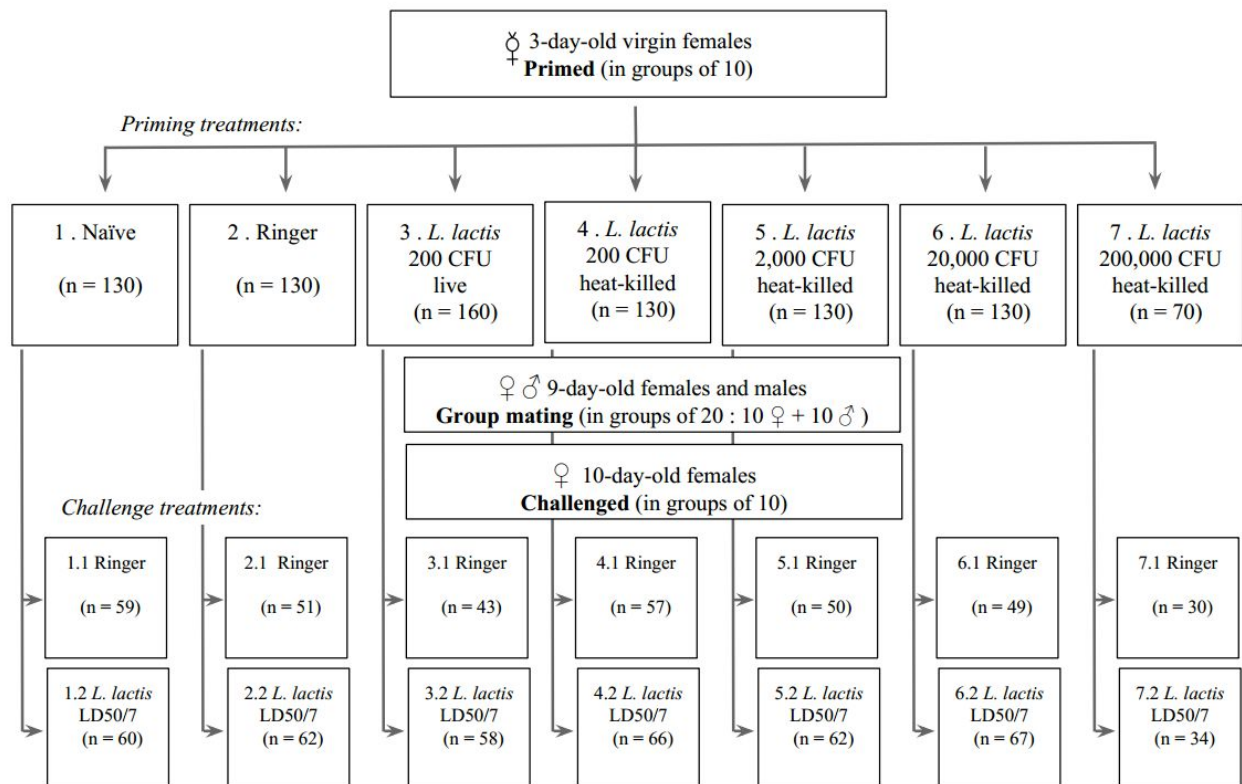 ⚥ 3-day-old virgin females
Primed (in groups of 10)
Priming treatments:
1 . Naïve
(n = 130)
2 . Ringer
(n = 130)
3 . L. lactis
200 CFU
live
(n = 160)
4 . L. lactis
200 CFU
heat-killed
(n = 130)
5 . L. lactis
2,000 CFU
heat-killed
(n = 130)
6 . L. lactis
20,000 CFU
heat-killed
(n = 130)
7 . L. lactis
200,000 CFU
heat-killed
(n = 70)
♀ ♂ 9-day-old females and males
Group mating (in groups of 20 : 10 ♀ + 10 ♂ )
♀ 10-day-old females
Challenged (in groups of 10)
Challenge treatments:
1.1 Ringer
(n = 59)
2.1 Ringer
(n = 51)
3.1 Ringer
(n = 43)
4.1 Ringer
(n = 57)
5.1 Ringer
(n = 50)
6.1 Ringer
(n = 49)
7.1 Ringer
(n = 30)
1.2 L. lactis
LD50/7
(n = 60)
2.2 L. lactis
LD50/7
(n = 62)
3.2 L. lactis
LD50/7
(n = 58)
4.2 L. lactis
LD50/7
(n = 66)
5.2 L. lactis
LD50/7
(n = 62)
6.2 L. lactis
LD50/7
(n = 67)
7.2 L. lactis
LD50/7
(n = 34)